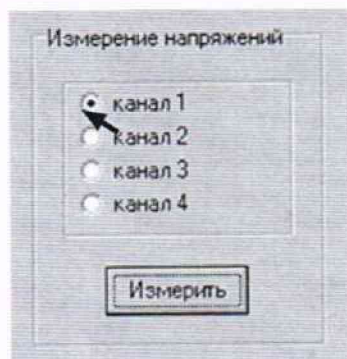 Измерение напряжений
канал 1
канал 2
канал 3
канал 4
Измерить